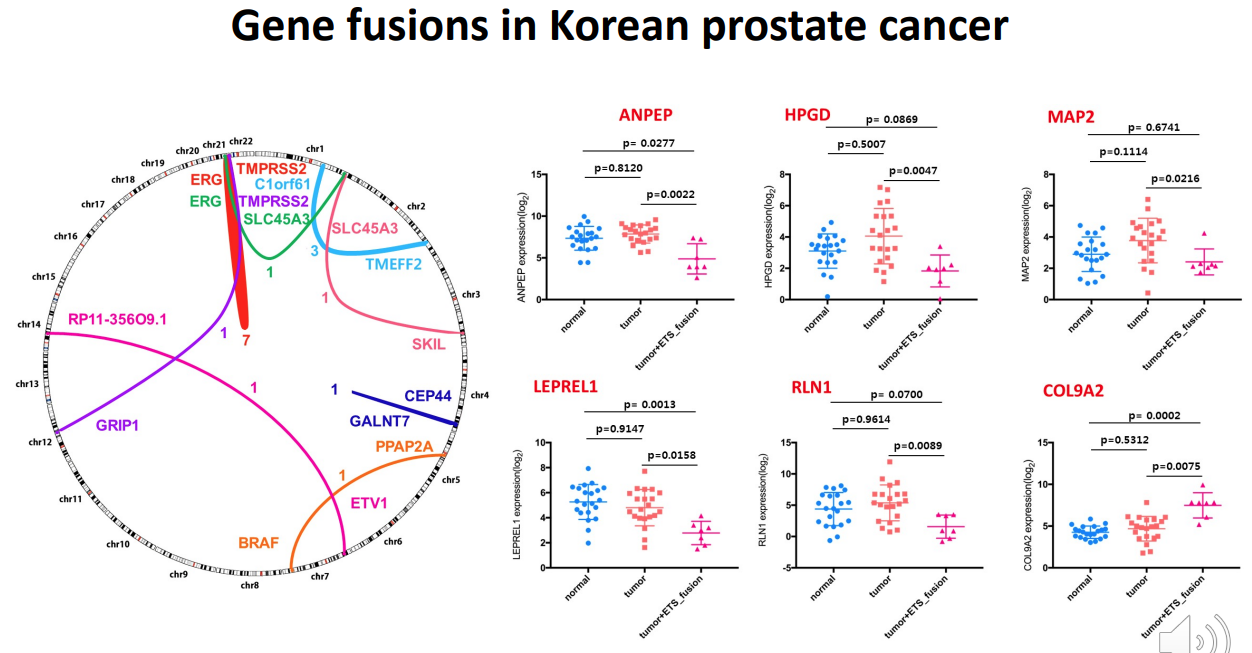 Gene fusions in Korean prostate cancer
chr21
chr22
chr20
chr19
chr18
chr17
chr16
chr15
chr14
chr13
chr12
chr11
chr10
chr9
chr8
chr7
chr6
chr5
chr4
chr3
chr2
chr1
ERG
TMPRSS2
C1orf61
ERG
TMPRSS2
SLC45A3
SLC45A3
3
TMEFF2
1
1
SKIL
RP11-356O9.1
1
7
1
1
CEP44
GALNT7
GRIP1
PPAP2A
1
ETV1
BRAF
ANPEP
p= 0.0277
p=0.8120
p=0.0022
ANPEP expression(log2)
15
10
5
0
normal
tumor
tumor+ETS_fusion
HPGD
p= 0.0869
p=0.5007
p=0.0047
HPGD expression(log2)
8
6
4
2
0
normal
tumor
tumor+ETS_fusion
MAP2
p= 0.6741
p=0.1114
p=0.0216
MAP2 expression(log2)
8
6
4
2
0
normal
tumor
tumor+ETS_fusion
LEPREL1
p= 0.0013
p=0.9147
p=0.0158
LEPREL1 expression(log2)
10
8
6
4
2
0
normal
tumor
tumor+ETS_fusion
RLN1
p= 0.0700
p=0.9614
p=0.0089
RLN1 expression(log2)
15
10
5
0
-5
normal
tumor
tumor+ETS_fusion
COL9A2
p= 0.0002
p=0.5312
p=0.0075
COL9A2 expression(log2)
15
10
5
0
normal
tumor
tumor+ETS_fusion